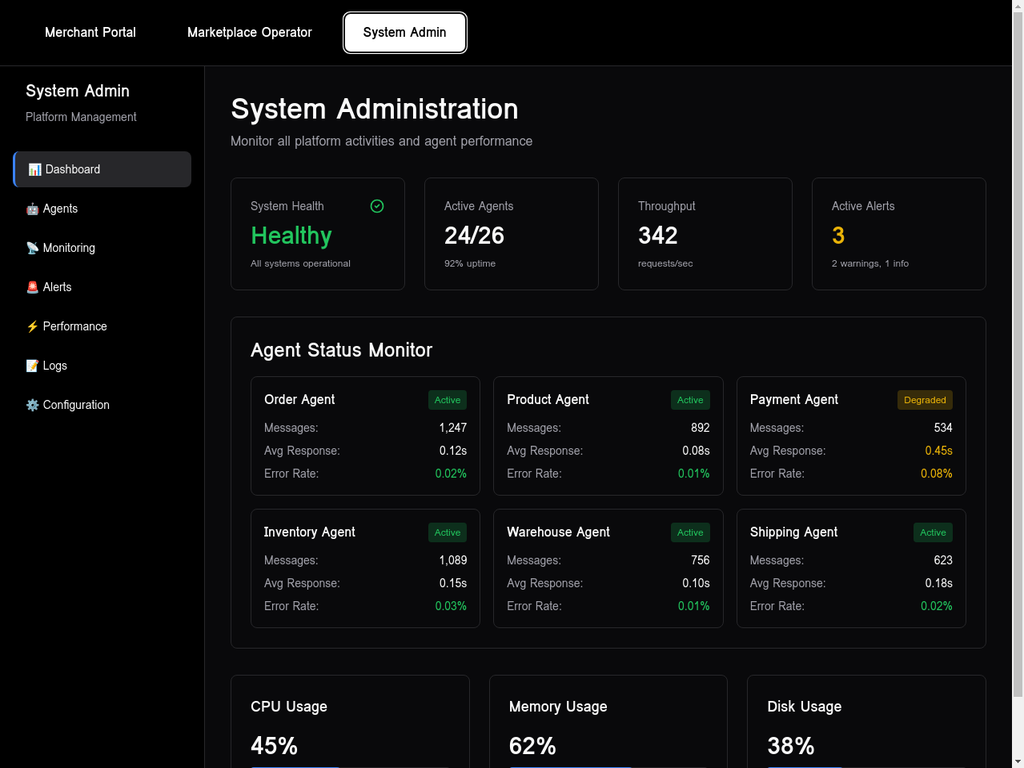 Merchant Portal Marketplace Operator System Admin
System Admin
Platform Management
📊 Dashboard
🤖 Agents
📡 Monitoring
🚨 Alerts
⚡ Performance
📝 Logs
⚙️ Configuration
System Administration
Monitor all platform activities and agent performance
System Health
Healthy
All systems operational
Active Agents
24/26
92% uptime
Throughput
342
requests/sec
Active Alerts
3
2 warnings, 1 info
Agent Status Monitor
Order Agent Active
Messages: 1,247
Avg Response: 0.12s
Error Rate: 0.02%
Product Agent Active
Messages: 892
Avg Response: 0.08s
Error Rate: 0.01%
Payment Agent Degraded
Messages: 534
Avg Response: 0.45s
Error Rate: 0.08%
Inventory Agent Active
Messages: 1,089
Avg Response: 0.15s
Error Rate: 0.03%
Warehouse Agent Active
Messages: 756
Avg Response: 0.10s
Error Rate: 0.01%
Shipping Agent Active
Messages: 623
Avg Response: 0.18s
Error Rate: 0.02%
CPU Usage
45%
Memory Usage
62%
Disk Usage
38%